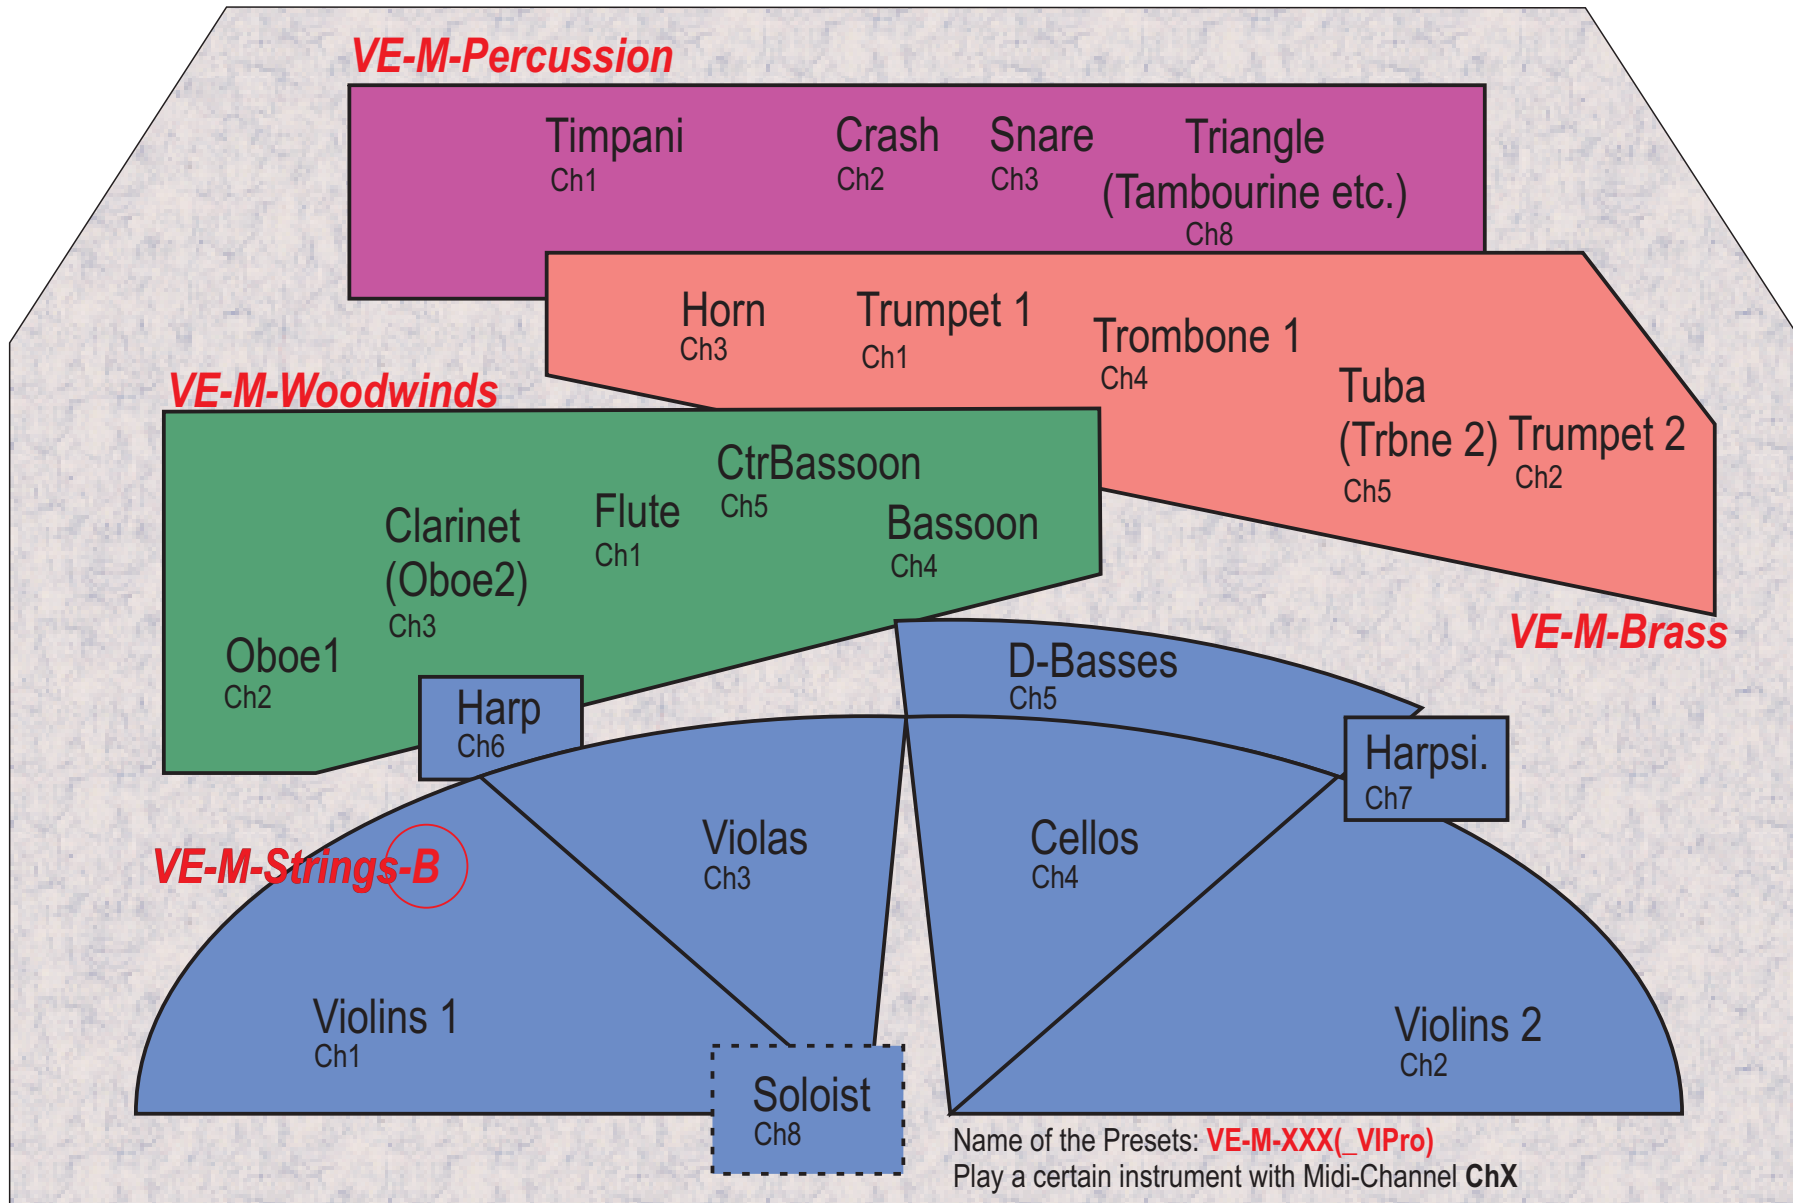 VE-M-Percussion
Timpani
Ch1
Crash
Ch2
Snare
Ch3
Triangle
(Tambourine etc.)
Ch8
Horn
Ch3
Trumpet 1
Ch1
Trombone 1
Ch4
Tuba
(Trbne 2)
Ch5
Trumpet 2
Ch2
VE-M-Brass
VE-M-Woodwinds
CtrBassoon
Ch5
Flute
Ch1
Bassoon
Ch4
Clarinet
(Oboe2)
Ch3
Oboe1
Ch2
Harp
Ch6
D-Basses
Ch5
Harpsi.
Ch7
VE-M-Strings-B
Violas
Ch3
Cellos
Ch4
Violins 1
Ch1
Violins 2
Ch2
Soloist
Ch8
Name of the Presets: VE-M-XXX(_VIPro)
Play a certain instrument with Midi-Channel ChX